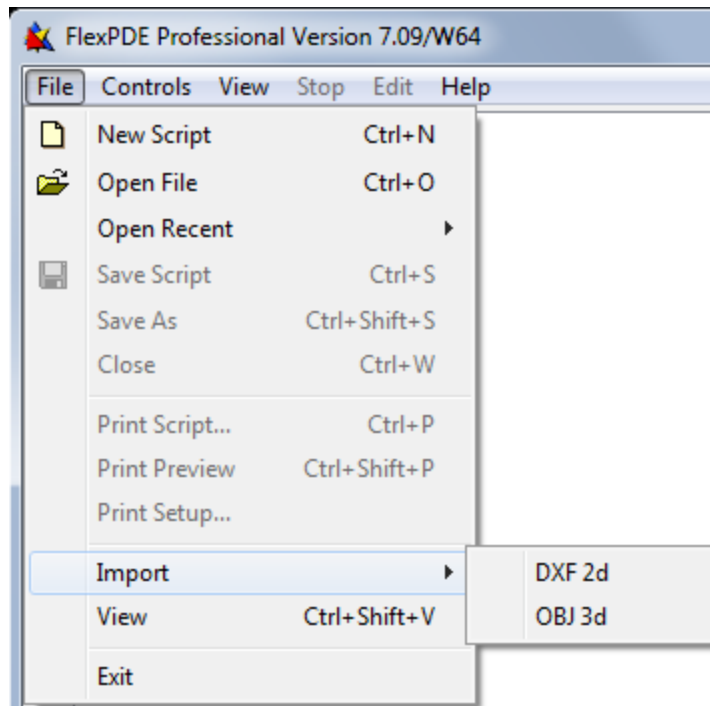 FlexPDE Professional Version 7.09/W64
File Controls View Stop Edit Help
New Script Ctrl+N
Open File Ctrl+O
Open Recent
Save Script Ctrl+S
Save As Ctrl+Shift+S
Close Ctrl+W
Print Script... Ctrl+P
Print Preview Ctrl+Shift+P
Print Setup...
Import DXF 2d
View Ctrl+Shift+V OBJ 3d
Exit